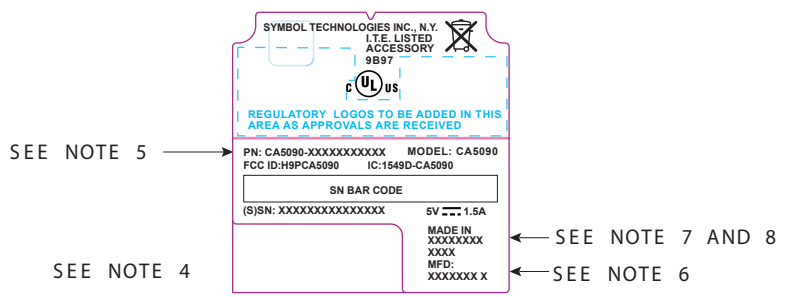 SYMBOL TECHNOLOGIES INC., N.Y.
I.T.E. LISTED
ACCESSORY
9B97
C UL US
REGULATORY LOGOS TO BE ADDED IN THIS
AREA AS APPROVALS ARE RECEIVED
SEE NOTE 5
PN: CA5090-XXXXXXXXXXX MODEL: CA5090
FCC ID:H9PCA5090 IC:1549D-CA5090
SN BAR CODE
(S)SN: XXXXXXXXXXXXXXX 5V 1.5A
MADE IN
XXXXXXXX
XXXX
SEE NOTE 7 AND 8
MFD:
XXXXXXX X
SEE NOTE 6
SEE NOTE 4